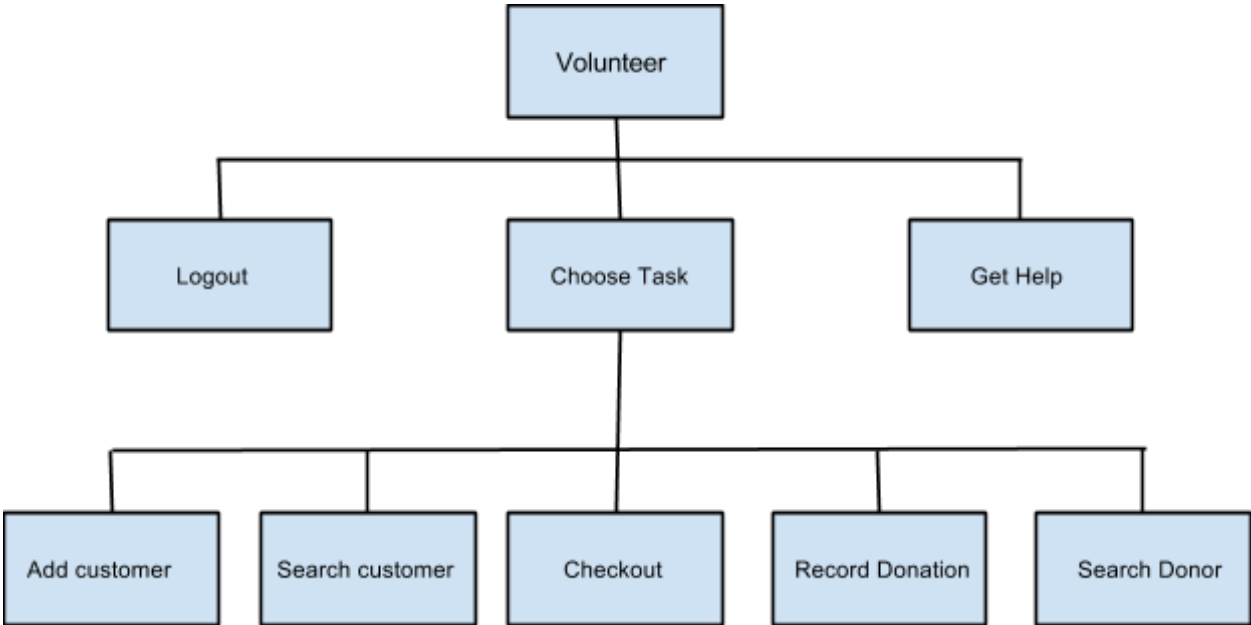 Volunteer
Logout
Choose Task
Get Help
Add customer
Search customer
Checkout
Record Donation
Search Donor